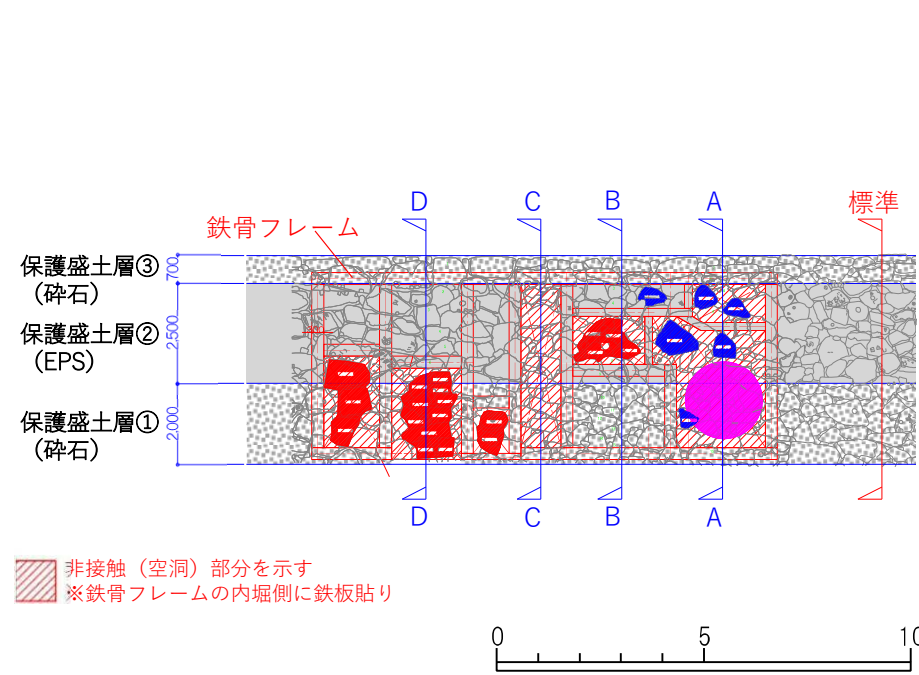 D
C
B
A
標準
鉄骨フレーム
保護盛土層③
(砕石)
700
保護盛土層②
(EPS)
2,500
保護盛土層①
(砕石)
2,000
D
C
B
A
非接触（空洞）部分を示す
※鉄骨フレームの内堀側に鉄板貼り
0
5
10